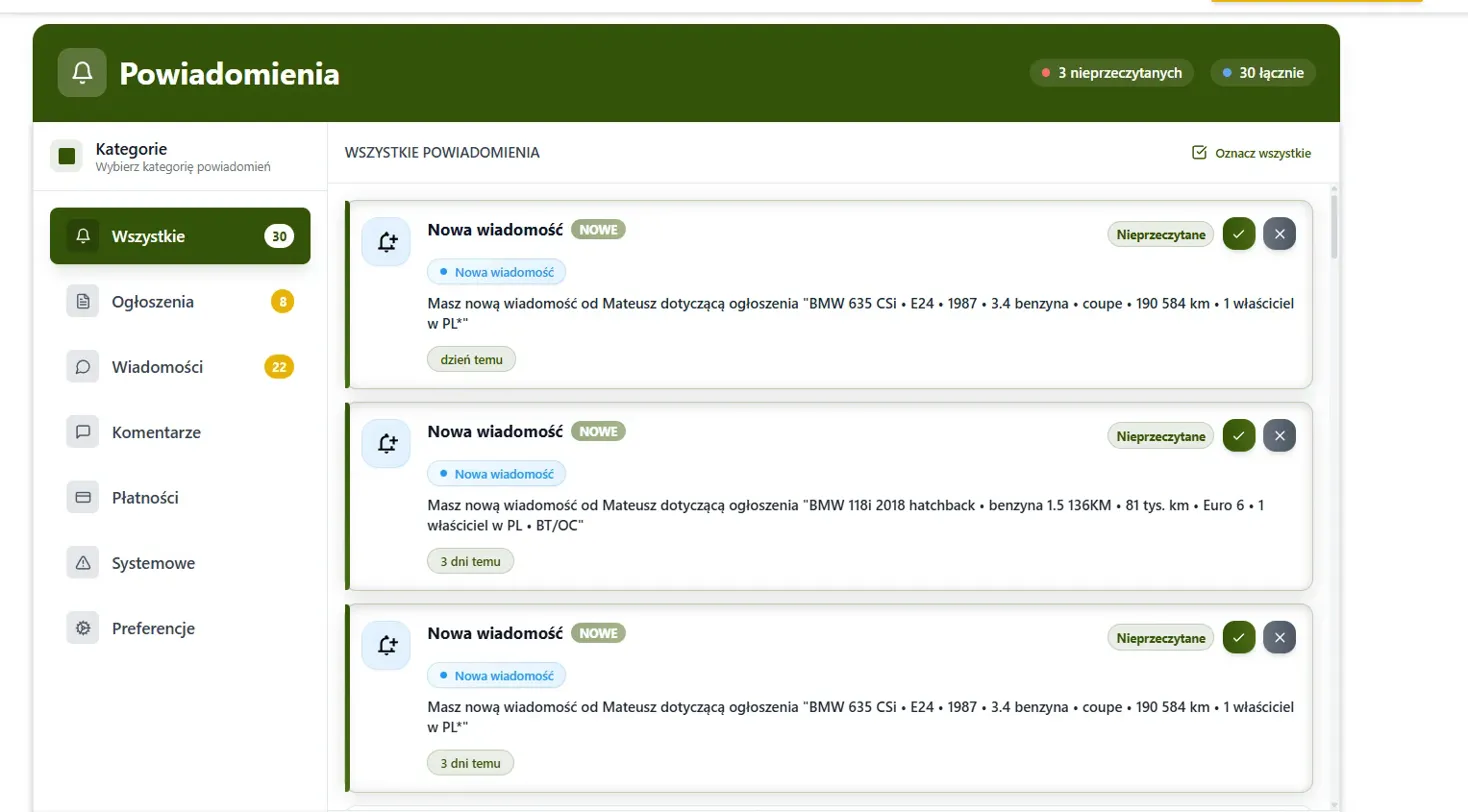 Powiadomienia
3 nieprzeczytanych
30 łącznie
Kategorie
Wybierz kategorię powiadomień
Wszystkie
30
Ogłoszenia
8
Wiadomości
22
Komentarze
Płatności
Systemowe
Preferencje
WSZYSTKIE POWIADOMIENIA
Oznacz wszystkie
Nowa wiadomość NOWE
Nieprzeczytane
Nowa wiadomość
Masz nową wiadomość od Mateusz dotyczącą ogłoszenia "BMW 635 CSi • E24 • 1987 • 3.4 benzyna • coupe • 190 584 km • 1 właściciel
w PL*"
dzień temu
Nowa wiadomość NOWE
Nieprzeczytane
Nowa wiadomość
Masz nową wiadomość od Mateusz dotyczącą ogłoszenia "BMW 118i 2018 hatchback • benzyna 1.5 136KM • 81 tys. km • Euro 6 • 1
właściciel w PL • BT/OC"
3 dni temu
Nowa wiadomość NOWE
Nieprzeczytane
Nowa wiadomość
Masz nową wiadomość od Mateusz dotyczącą ogłoszenia "BMW 635 CSi • E24 • 1987 • 3.4 benzyna • coupe • 190 584 km • 1 właściciel
w PL*"
3 dni temu